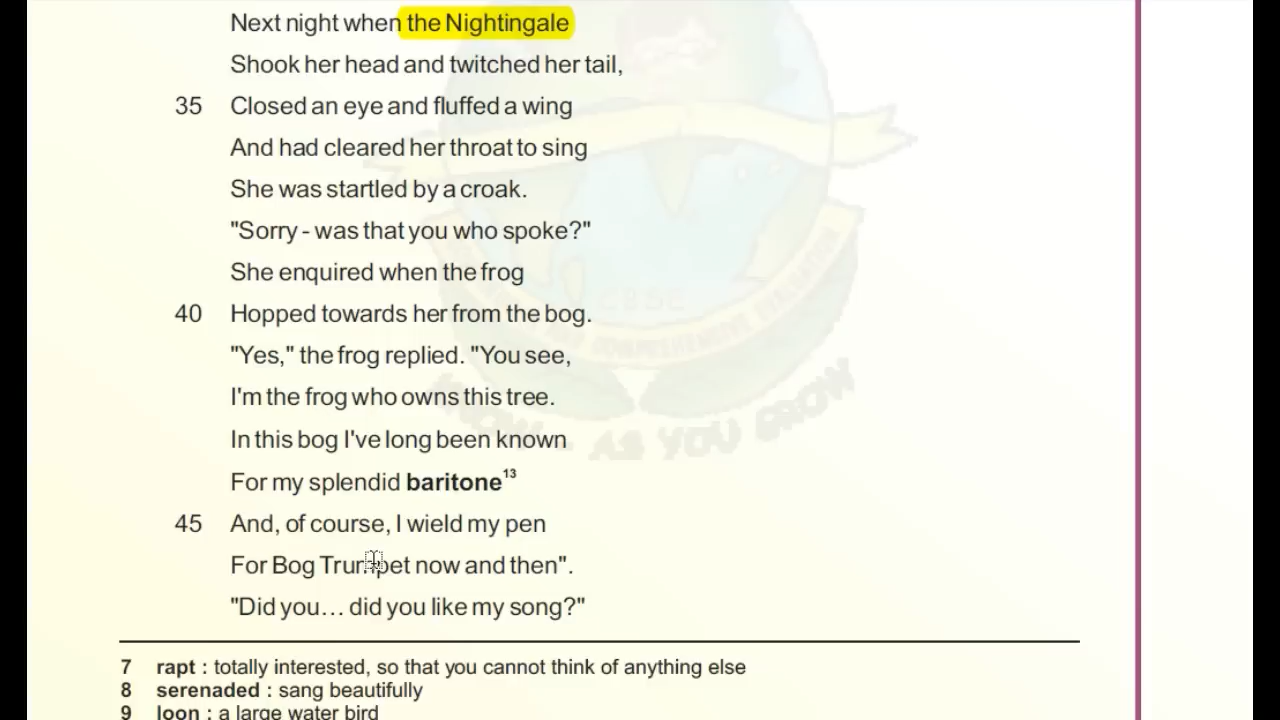 Next night when the Nightingale
Shook her head and twitched her tail,
35 Closed an eye and fluffed a wing
And had cleared her throat to sing
She was startled by a croak.
"Sorry - was that you who spoke?"
She enquired when the frog
40 Hopped towards her from the bog.
"Yes," the frog replied. "You see,
I'm the frog who owns this tree.
In this bog I've long been known
For my splendid baritone13
45 And, of course, I wield my pen
For Bog Trumpet now and then".
"Did you... did you like my song?"
7 rapt : totally interested, so that you cannot think of anything else
8 serenaded : sang beautifully
9 loon : a large water bird
CBSE
AS YOU GROW